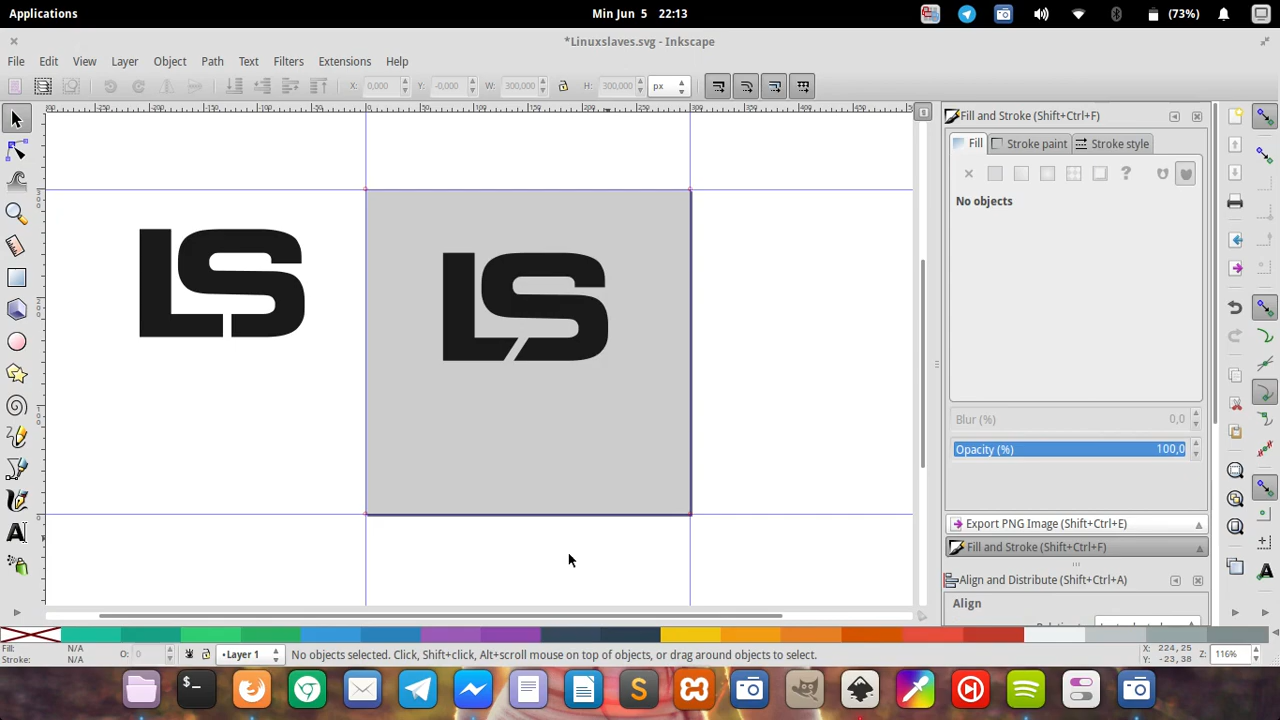 Applications
Min Jun 5 22:13
(73%)
*Linuxslaves.svg - Inkscape
File Edit View Layer Object Path Text Filters Extensions Help
X: 0,000 Y: -0,000 W: 300,000 H: 300,000 px
Fill and Stroke (Shift+Ctrl+F)
Fill Stroke paint Stroke style
?
No objects
LS
LS
Blur (%) 0,0
Opacity (%) 100,0
Export PNG Image (Shift+Ctrl+E)
Fill and Stroke (Shift+Ctrl+F)
Align and Distribute (Shift+Ctrl+A)
Align
Fill: N/A
Stroke: N/A
O: 0
Layer 1
No objects selected. Click, Shift+click, Alt+scroll mouse on top of objects, or drag around objects to select.
X: 224,25
Y: -23,38
Z: 116%